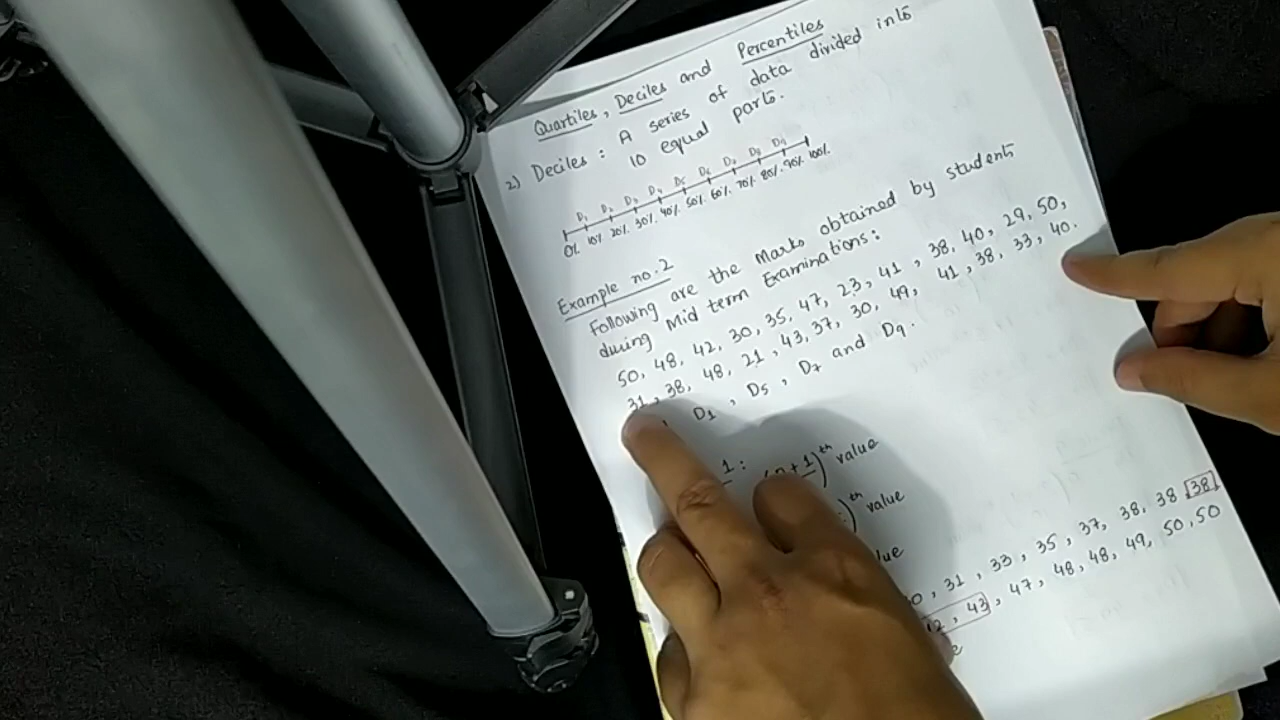 Quartiles, Deciles and Percentiles
2) Deciles : A series of data divided into
10 equal parts.
D1 D2 D3 D4 D5 D6 D7 D8 D9
0% 10% 20% 30% 40% 50% 60% 70% 80% 90% 100%
Example no.2
Following are the Marks obtained by students
during Mid term Examinations:
50, 48, 42, 30, 35, 47, 23, 41, 38, 40, 29, 50,
31, 38, 48, 21, 43, 37, 30, 49, 41, 38, 33, 40.
D1, D5, D7 and D9.
1:
(n+1)th value
)th value
31, 33, 35, 37, 38, 38 38
43, 47, 48, 48, 49, 50, 50